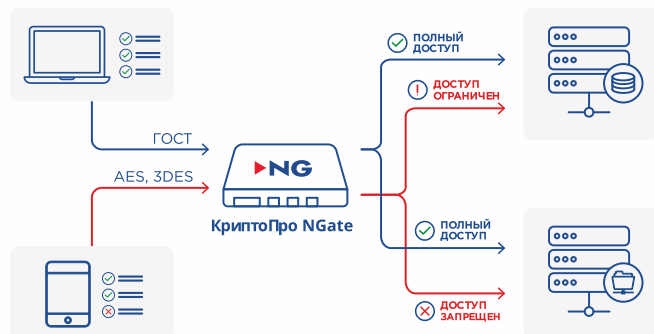 ПОЛНЫЙ
ДОСТУП
ДОСТУП
ОГРАНИЧЕН
ГОСТ
AES, 3DES
NG
КриптоПро NGate
ПОЛНЫЙ
ДОСТУП
ДОСТУП
ЗАПРЕЩЕН